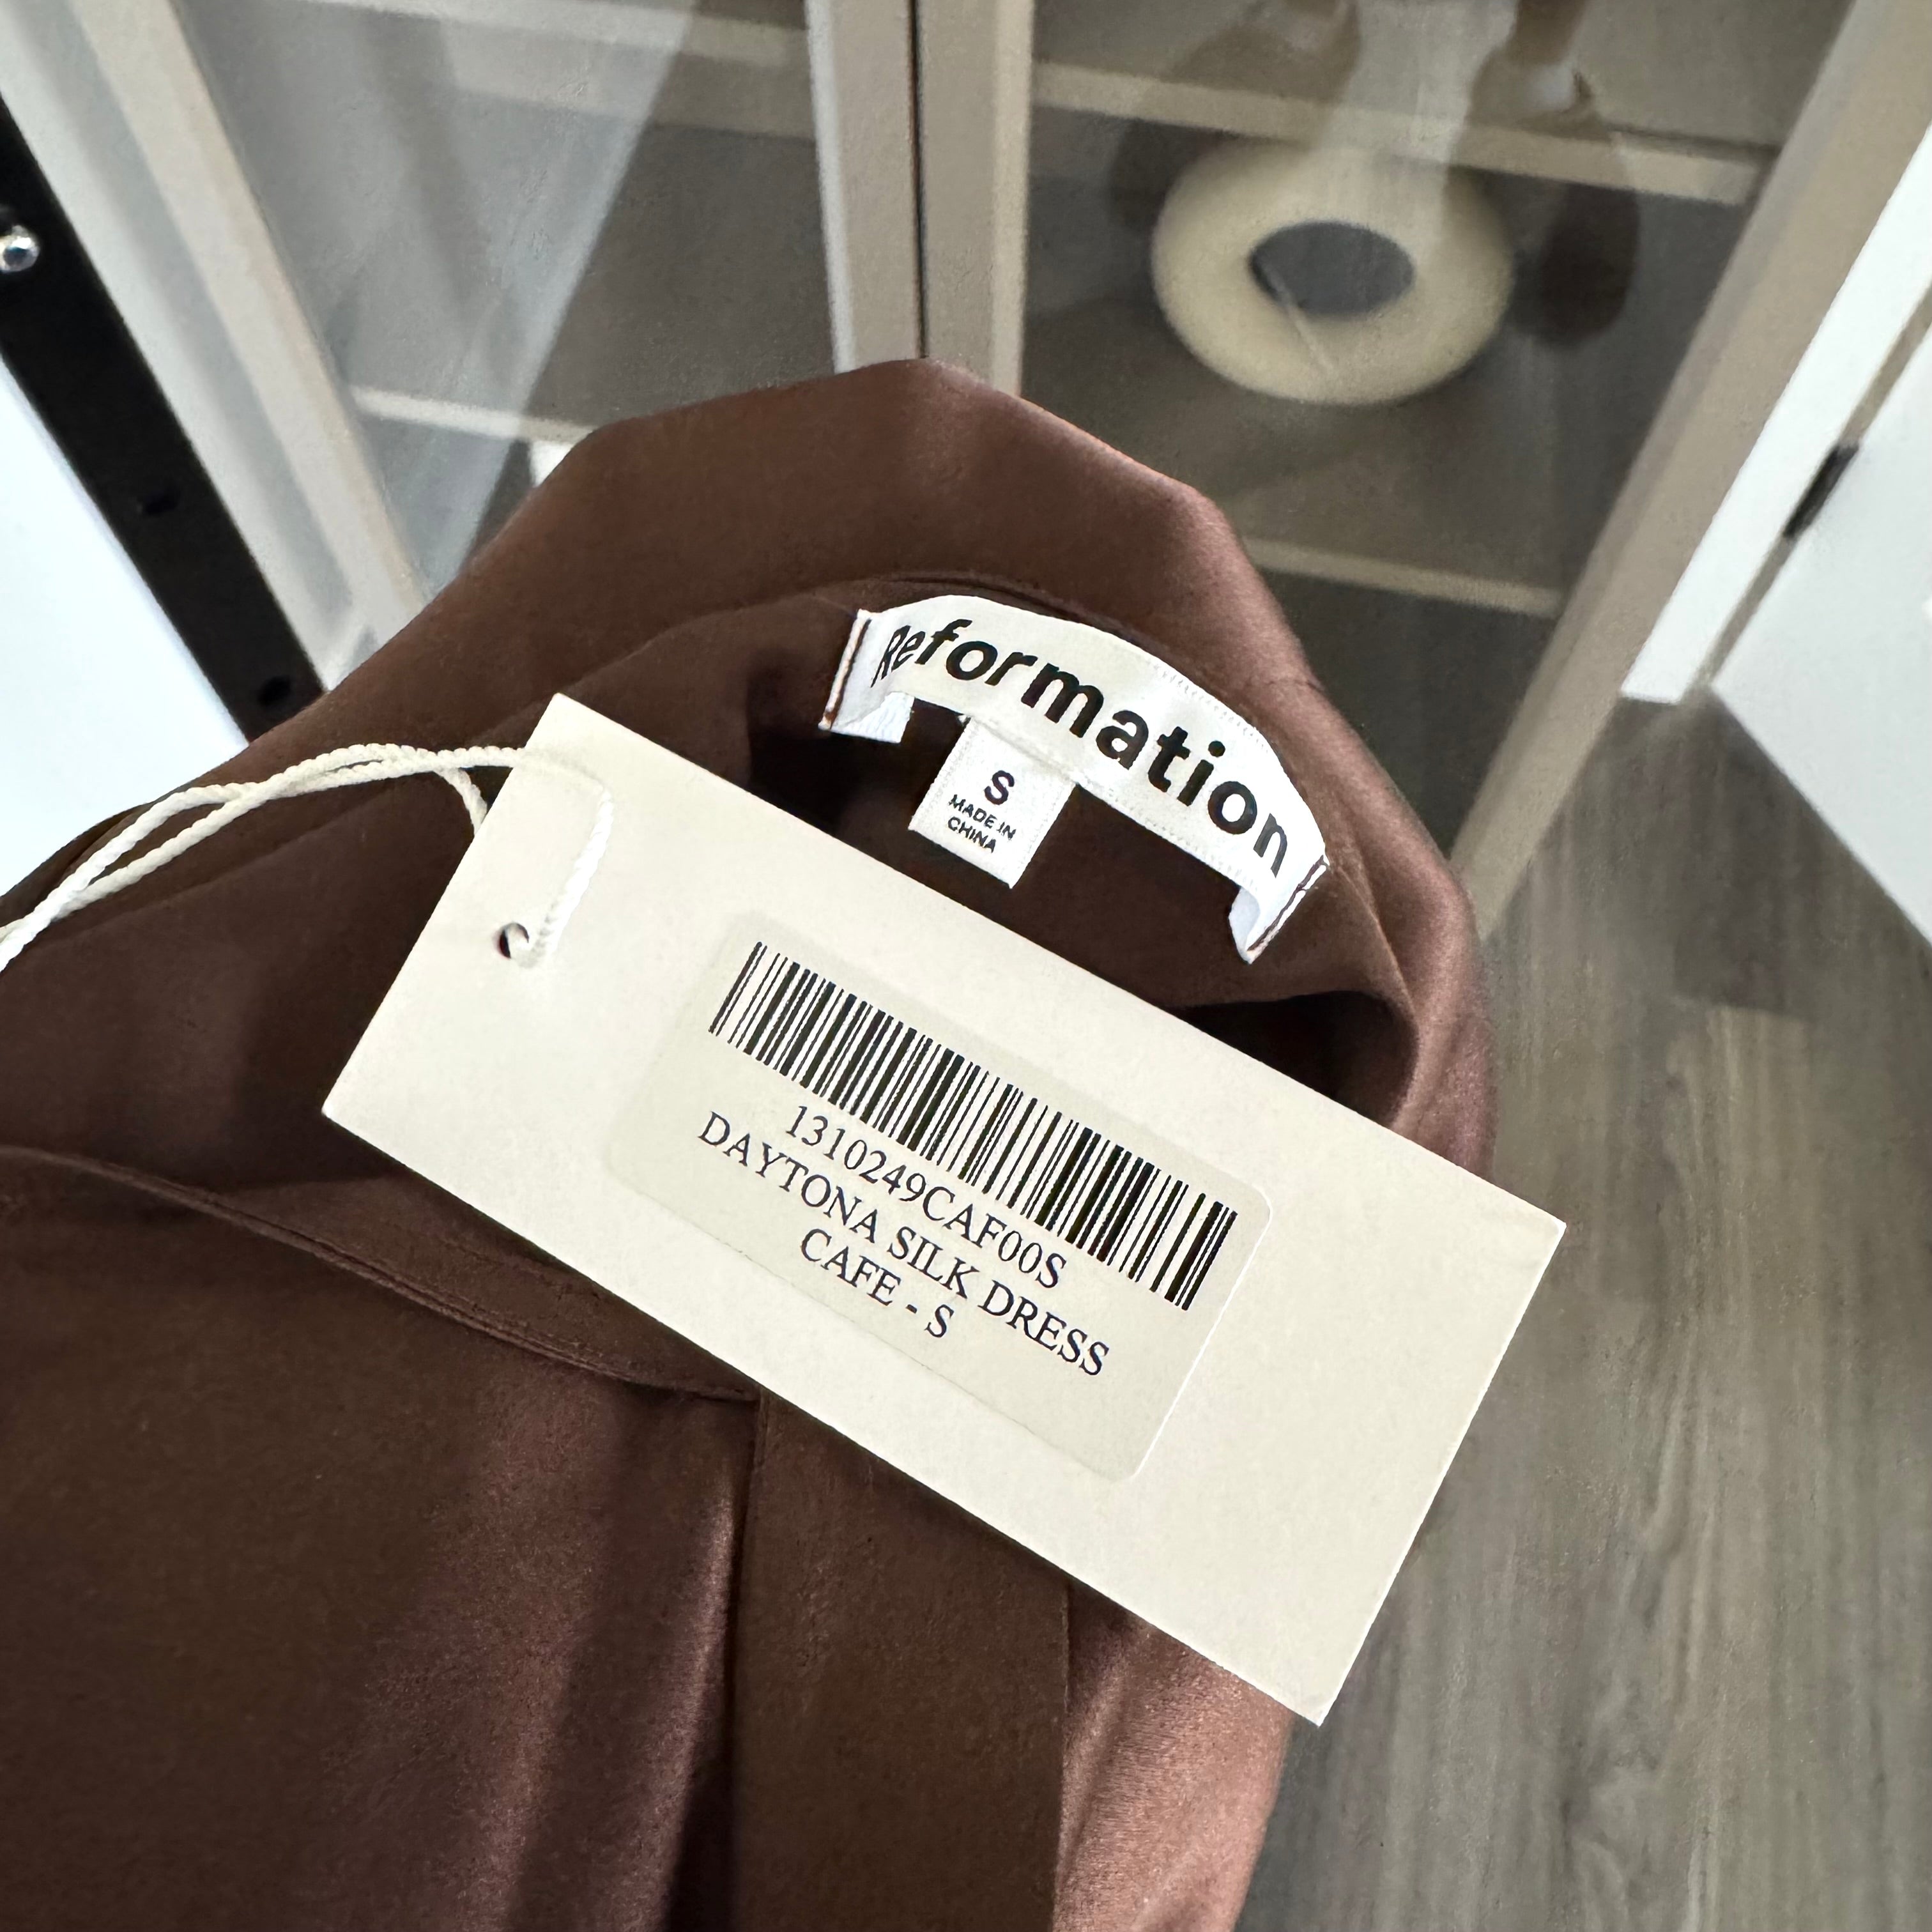 Reformation
S
MADE IN
CHINA
1310249CAF00S
DAYTONA SILK DRESS
CAFE - S